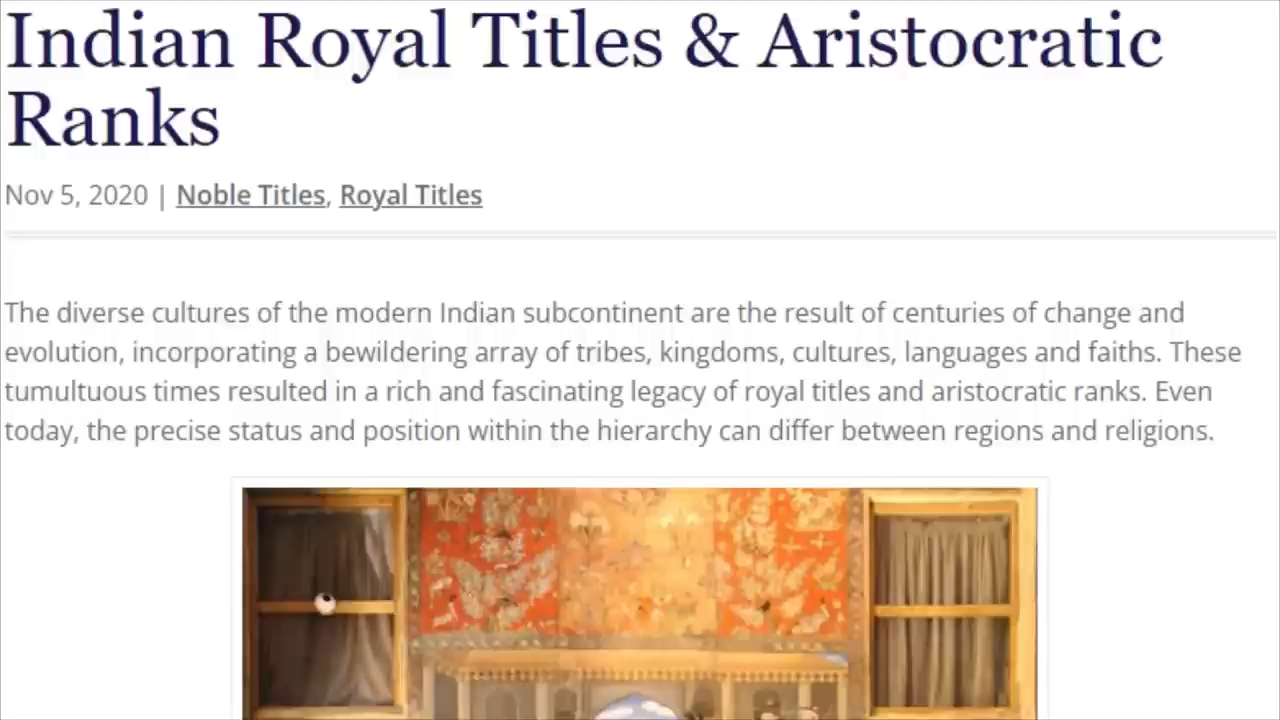 Indian Royal Titles & Aristocratic
Ranks
Nov 5, 2020 | Noble Titles, Royal Titles
The diverse cultures of the modern Indian subcontinent are the result of centuries of change and
evolution, incorporating a bewildering array of tribes, kingdoms, cultures, languages and faiths. These
tumultuous times resulted in a rich and fascinating legacy of royal titles and aristocratic ranks. Even
today, the precise status and position within the hierarchy can differ between regions and religions.